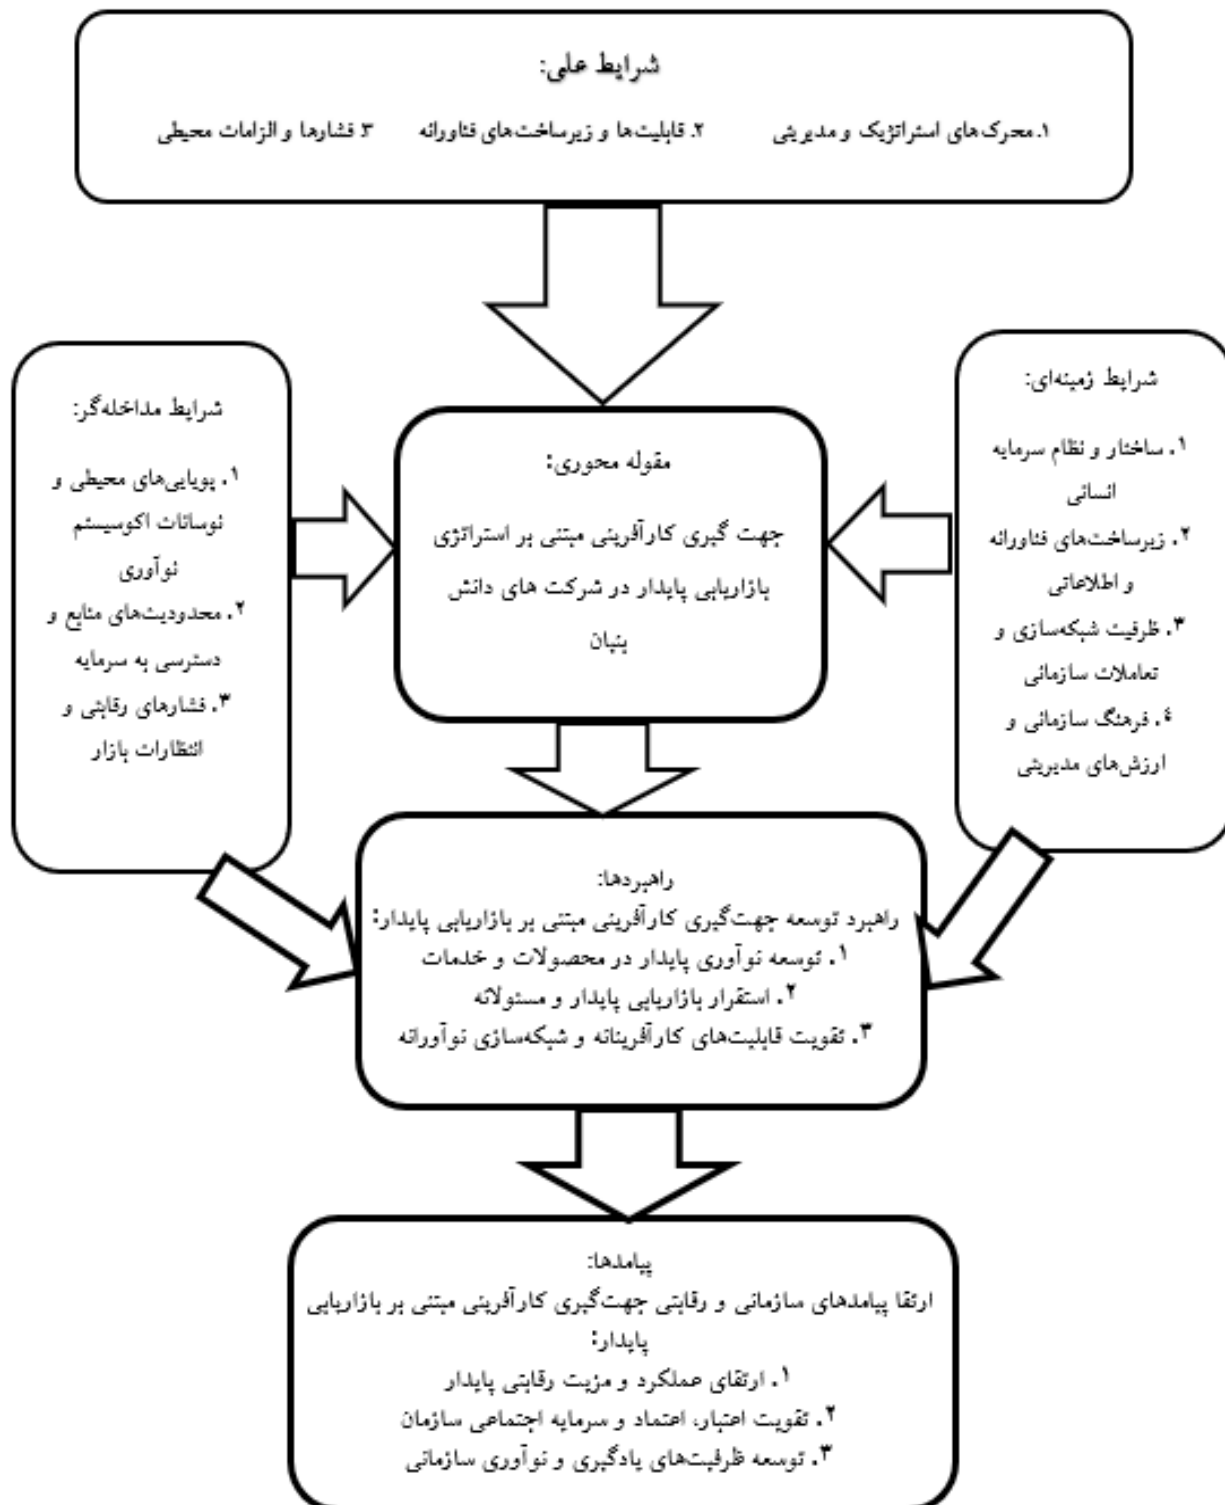 شرایط علی:
۱. محرک‌های استراتژیک و مدیریتی ۲. قابلیت‌ها و زیرساخت‌های فناورانه ۳ فشارها و الزامات محیطی
شرایط زمینه‌ای:
۱. ساختار و نظام سرمایه
انسانی
۲. زیرساخت‌های فناورانه
و اطلاعاتی
۳. ظرفیت شبکه‌سازی و
تعاملات سازمانی
۴. فرهنگ سازمانی و
ارزش‌های مدیریتی
مقوله محوری:
جهت گیری کارآفرینی مبتنی بر استراتژی
بازاریابی پایدار در شرکت های دانش
بنیان
شرایط مداخله‌گر:
۱. پویایی‌های محیطی و
نوسانات اکوسیستم
نوآوری
۲. محدودیت‌های منابع و
دسترسی به سرمایه
۳. فشارهای رقابتی و
انتظارات بازار
راهبردها:
راهبرد توسعه جهت‌گیری کارآفرینی مبتنی بر بازاریابی پایدار:
۱. توسعه نوآوری پایدار در محصولات و خدمات
۲. استقرار بازاریابی پایدار و مسئولانه
۳. تقویت قابلیت‌های کارآفرینانه و شبکه‌سازی نوآورانه
پیامدها:
ارتقا پیامدهای سازمانی و رقابتی جهت‌گیری کارآفرینی مبتنی بر بازاریابی
پایدار:
۱. ارتقای عملکرد و مزیت رقابتی پایدار
۲. تقویت اعتبار، اعتماد و سرمایه اجتماعی سازمان
۳. توسعه ظرفیت‌های یادگیری و نوآوری سازمانی